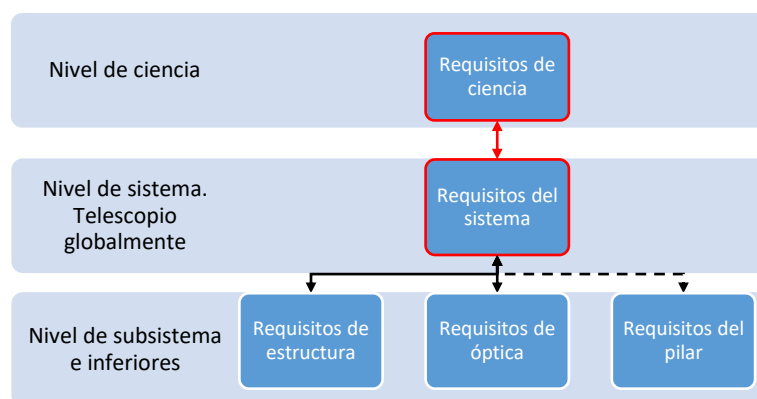 Nivel de ciencia
Requisitos de
ciencia
Nivel de sistema.
Telescopio
globalmente
Requisitos del
sistema
Nivel de subsistema
e inferiores
Requisitos de
estructura
Requisitos de
óptica
Requisitos del
pilar